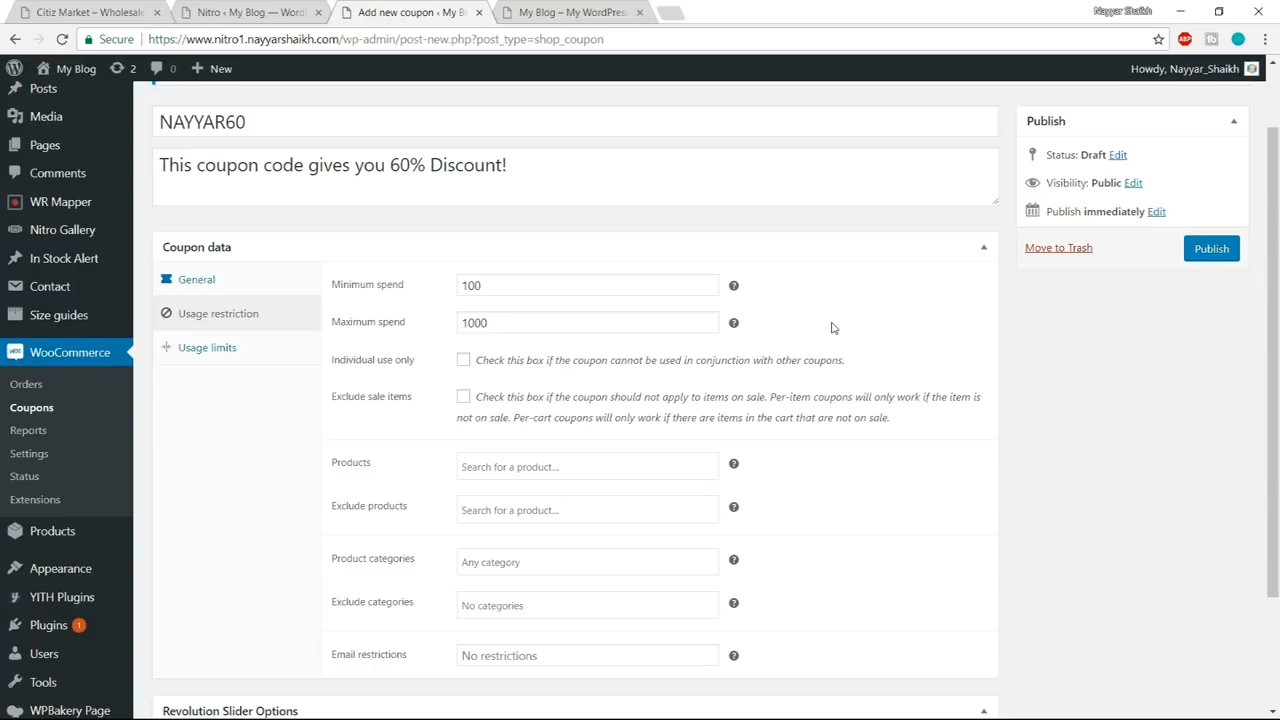 Citiz Market – Wholesale
Nitro ‹ My Blog — Word
Add new coupon ‹ My Bl
My Blog – My WordPress
Nayyar Shaikh
Secure
https://www.nitro1.nayyarshaikh.com/wp-admin/post-new.php?post_type=shop_coupon
ABP
tb
My Blog
2
0
New
Howdy, Nayyar_Shaikh
Posts
Media
Pages
Comments
WR Mapper
Nitro Gallery
In Stock Alert
Contact
Size guides
WooCommerce
Orders
Coupons
Reports
Settings
Status
Extensions
Products
Appearance
YITH Plugins
Plugins 1
Users
Tools
WPBakery Page
NAYYAR60
This coupon code gives you 60% Discount!
Coupon data
General
Usage restriction
Usage limits
Minimum spend
100
Maximum spend
1000
Individual use only
Check this box if the coupon cannot be used in conjunction with other coupons.
Exclude sale items
Check this box if the coupon should not apply to items on sale. Per-item coupons will only work if the item is
not on sale. Per-cart coupons will only work if there are items in the cart that are not on sale.
Products
Search for a product...
Exclude products
Search for a product...
Product categories
Any category
Exclude categories
No categories
Email restrictions
No restrictions
Revolution Slider Options
Publish
Status: Draft Edit
Visibility: Public Edit
Publish immediately Edit
Move to Trash
Publish